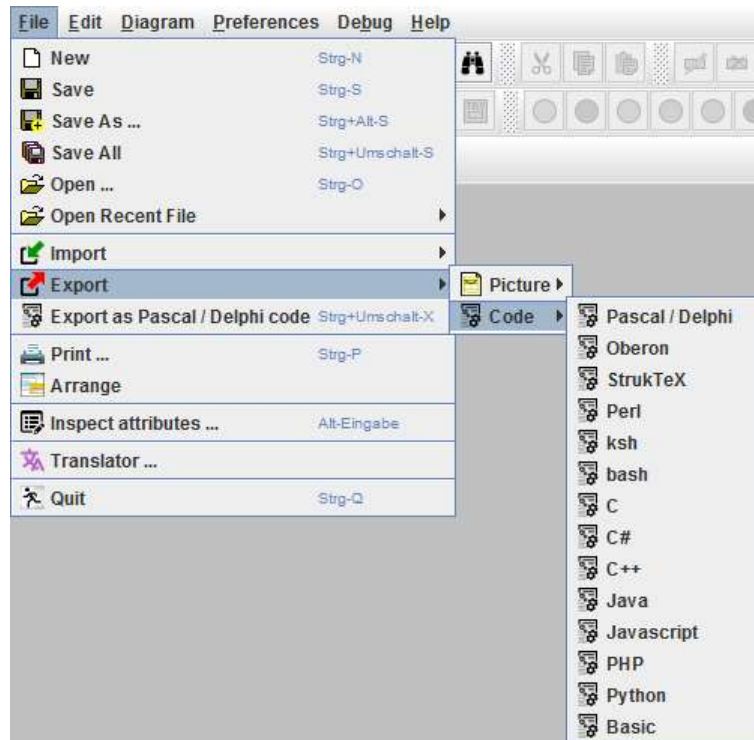 File Edit Diagram Preferences Debug Help
New Strg-N
Save Strg-S
Save As ... Strg+Alt-S
Save All Strg+Umschalt-S
Open ... Strg-O
Open Recent File
Import
Export
Export as Pascal / Delphi code Strg+Umschalt-X
Print ... Strg-P
Arrange
Inspect attributes ... Alt-Eingabe
Translator ...
Quit Strg-Q
Picture
Code
Pascal / Delphi
Oberon
StrukTeX
Perl
ksh
bash
C
C#
C++
Java
Javascript
PHP
Python
Basic